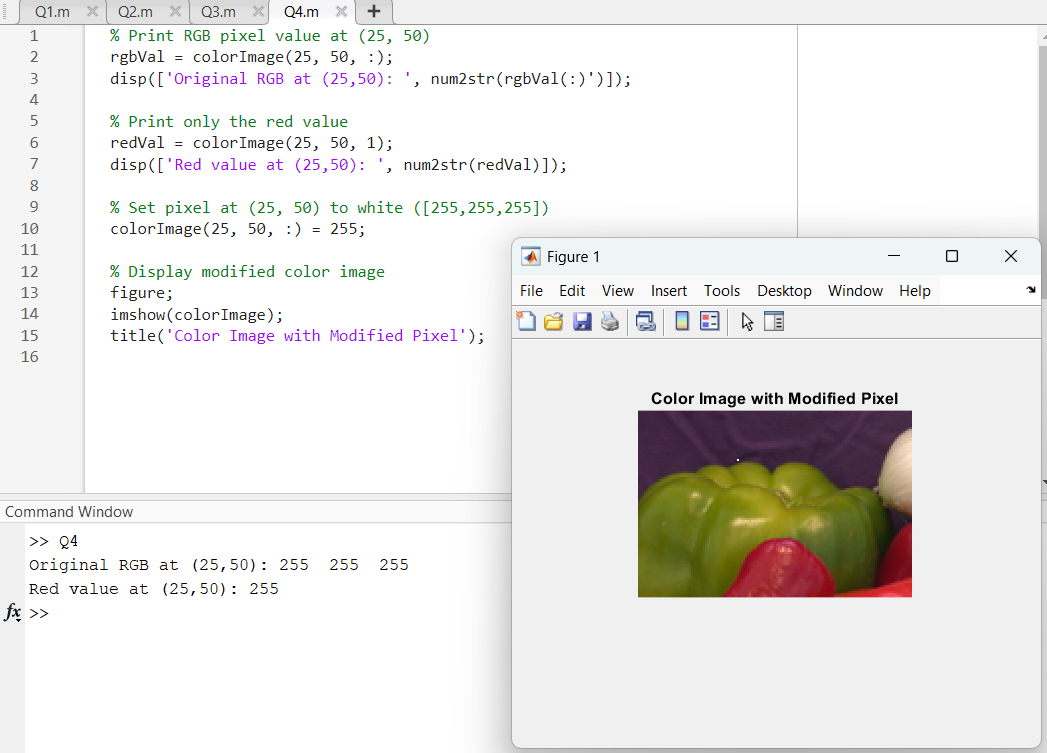 Q1.m Q2.m Q3.m Q4.m
1 % Print RGB pixel value at (25, 50)
2 rgbVal = colorImage(25, 50, :);
3 disp(['Original RGB at (25,50): ', num2str(rgbVal(:)')]);
4
5 % Print only the red value
6 redVal = colorImage(25, 50, 1);
7 disp(['Red value at (25,50): ', num2str(redVal)]);
8
9 % Set pixel at (25, 50) to white ([255,255,255])
10 colorImage(25, 50, :) = 255;
11
12 % Display modified color image
13 figure;
14 imshow(colorImage);
15 title('Color Image with Modified Pixel');
16
Figure 1
File Edit View Insert Tools Desktop Window Help
Color Image with Modified Pixel
Command Window
>> Q4
Original RGB at (25,50): 255  255  255
Red value at (25,50): 255
fx >>